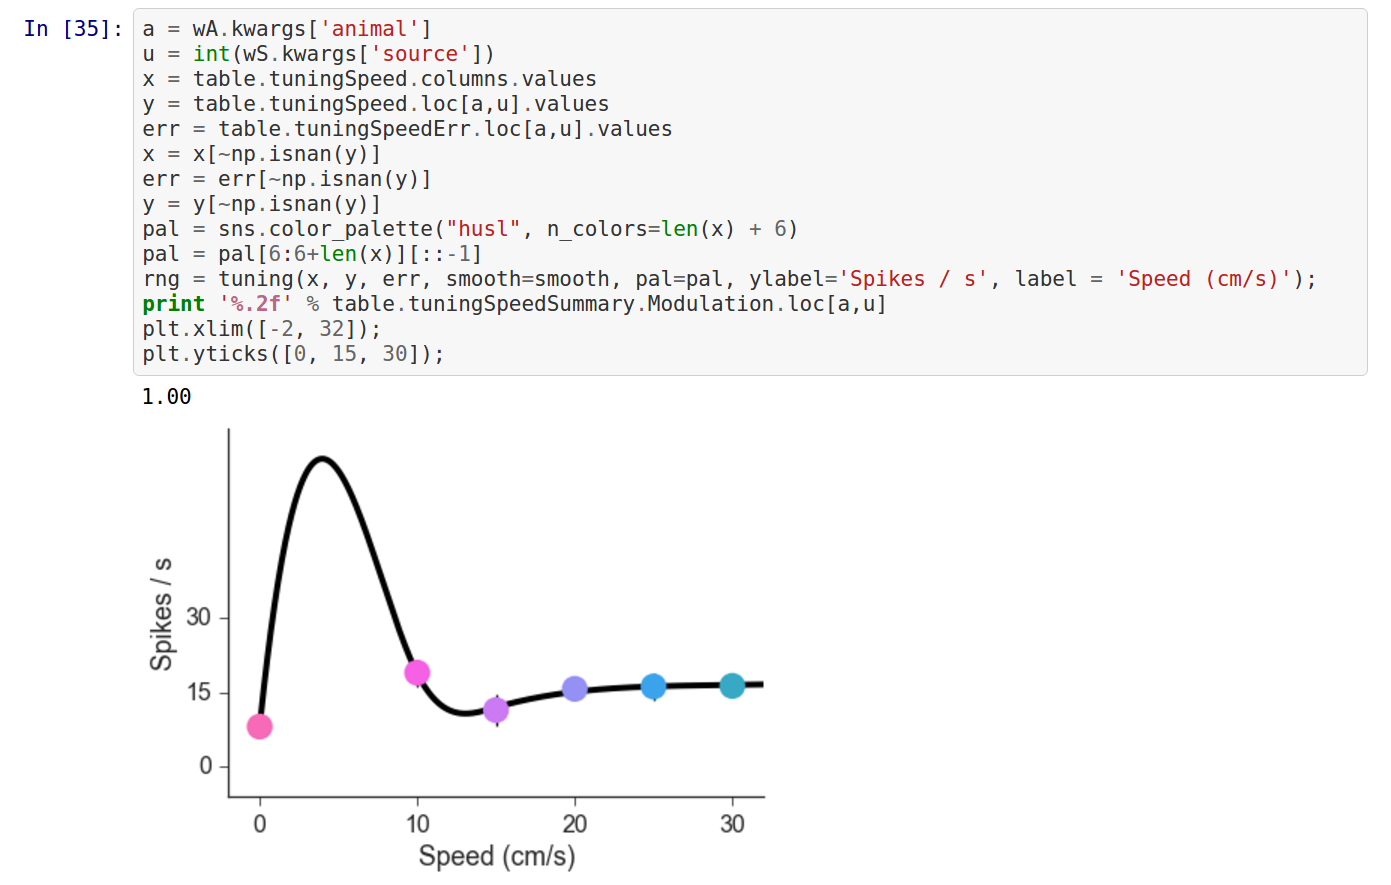 In [35]:
a = wA.kwargs['animal']
u = int(wS.kwargs['source'])
x = table.tuningSpeed.columns.values
y = table.tuningSpeed.loc[a,u].values
err = table.tuningSpeedErr.loc[a,u].values
x = x[~np.isnan(y)]
err = err[~np.isnan(y)]
y = y[~np.isnan(y)]
pal = sns.color_palette("husl", n_colors=len(x) + 6)
pal = pal[6:6+len(x)][::-1]
rng = tuning(x, y, err, smooth=smooth, pal=pal, ylabel='Spikes / s', label = 'Speed (cm/s)');
print '%.2f' % table.tuningSpeedSummary.Modulation.loc[a,u]
plt.xlim([-2, 32]);
plt.yticks([0, 15, 30]);
1.00
Spikes / s
30
15
0
0 10 20 30
Speed (cm/s)